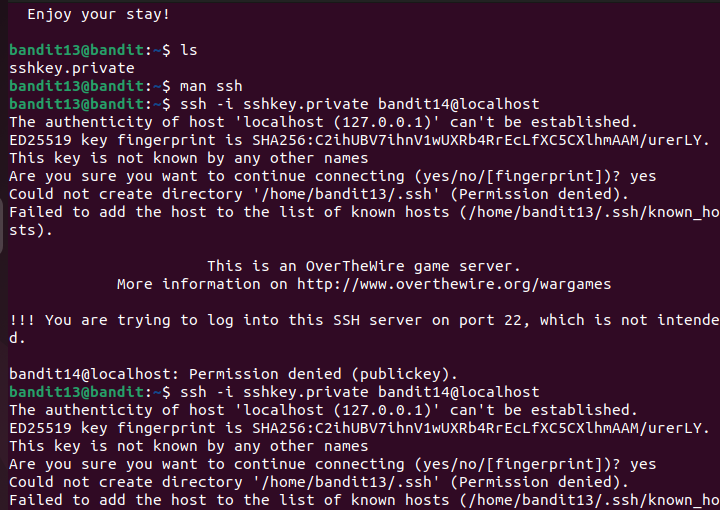 Enjoy your stay!
bandit13@bandit:~$ ls
sshkey.private
bandit13@bandit:~$ man ssh
bandit13@bandit:~$ ssh -i sshkey.private bandit14@localhost
The authenticity of host 'localhost (127.0.0.1)' can't be established.
ED25519 key fingerprint is SHA256:C2ihUBV7ihnV1wUXRb4RrEcLfXC5CXlhmAAM/urerLY.
This key is not known by any other names
Are you sure you want to continue connecting (yes/no/[fingerprint])? yes
Could not create directory '/home/bandit13/.ssh' (Permission denied).
Failed to add the host to the list of known hosts (/home/bandit13/.ssh/known_ho
sts).
This is an OverTheWire game server.
More information on http://www.overthewire.org/wargames
!!! You are trying to log into this SSH server on port 22, which is not intende
d.
bandit14@localhost: Permission denied (publickey).
bandit13@bandit:~$ ssh -i sshkey.private bandit14@localhost
The authenticity of host 'localhost (127.0.0.1)' can't be established.
ED25519 key fingerprint is SHA256:C2ihUBV7ihnV1wUXRb4RrEcLfXC5CXlhmAAM/urerLY.
This key is not known by any other names
Are you sure you want to continue connecting (yes/no/[fingerprint])? yes
Could not create directory '/home/bandit13/.ssh' (Permission denied).
Failed to add the host to the list of known hosts (/home/bandit13/.ssh/known_ho